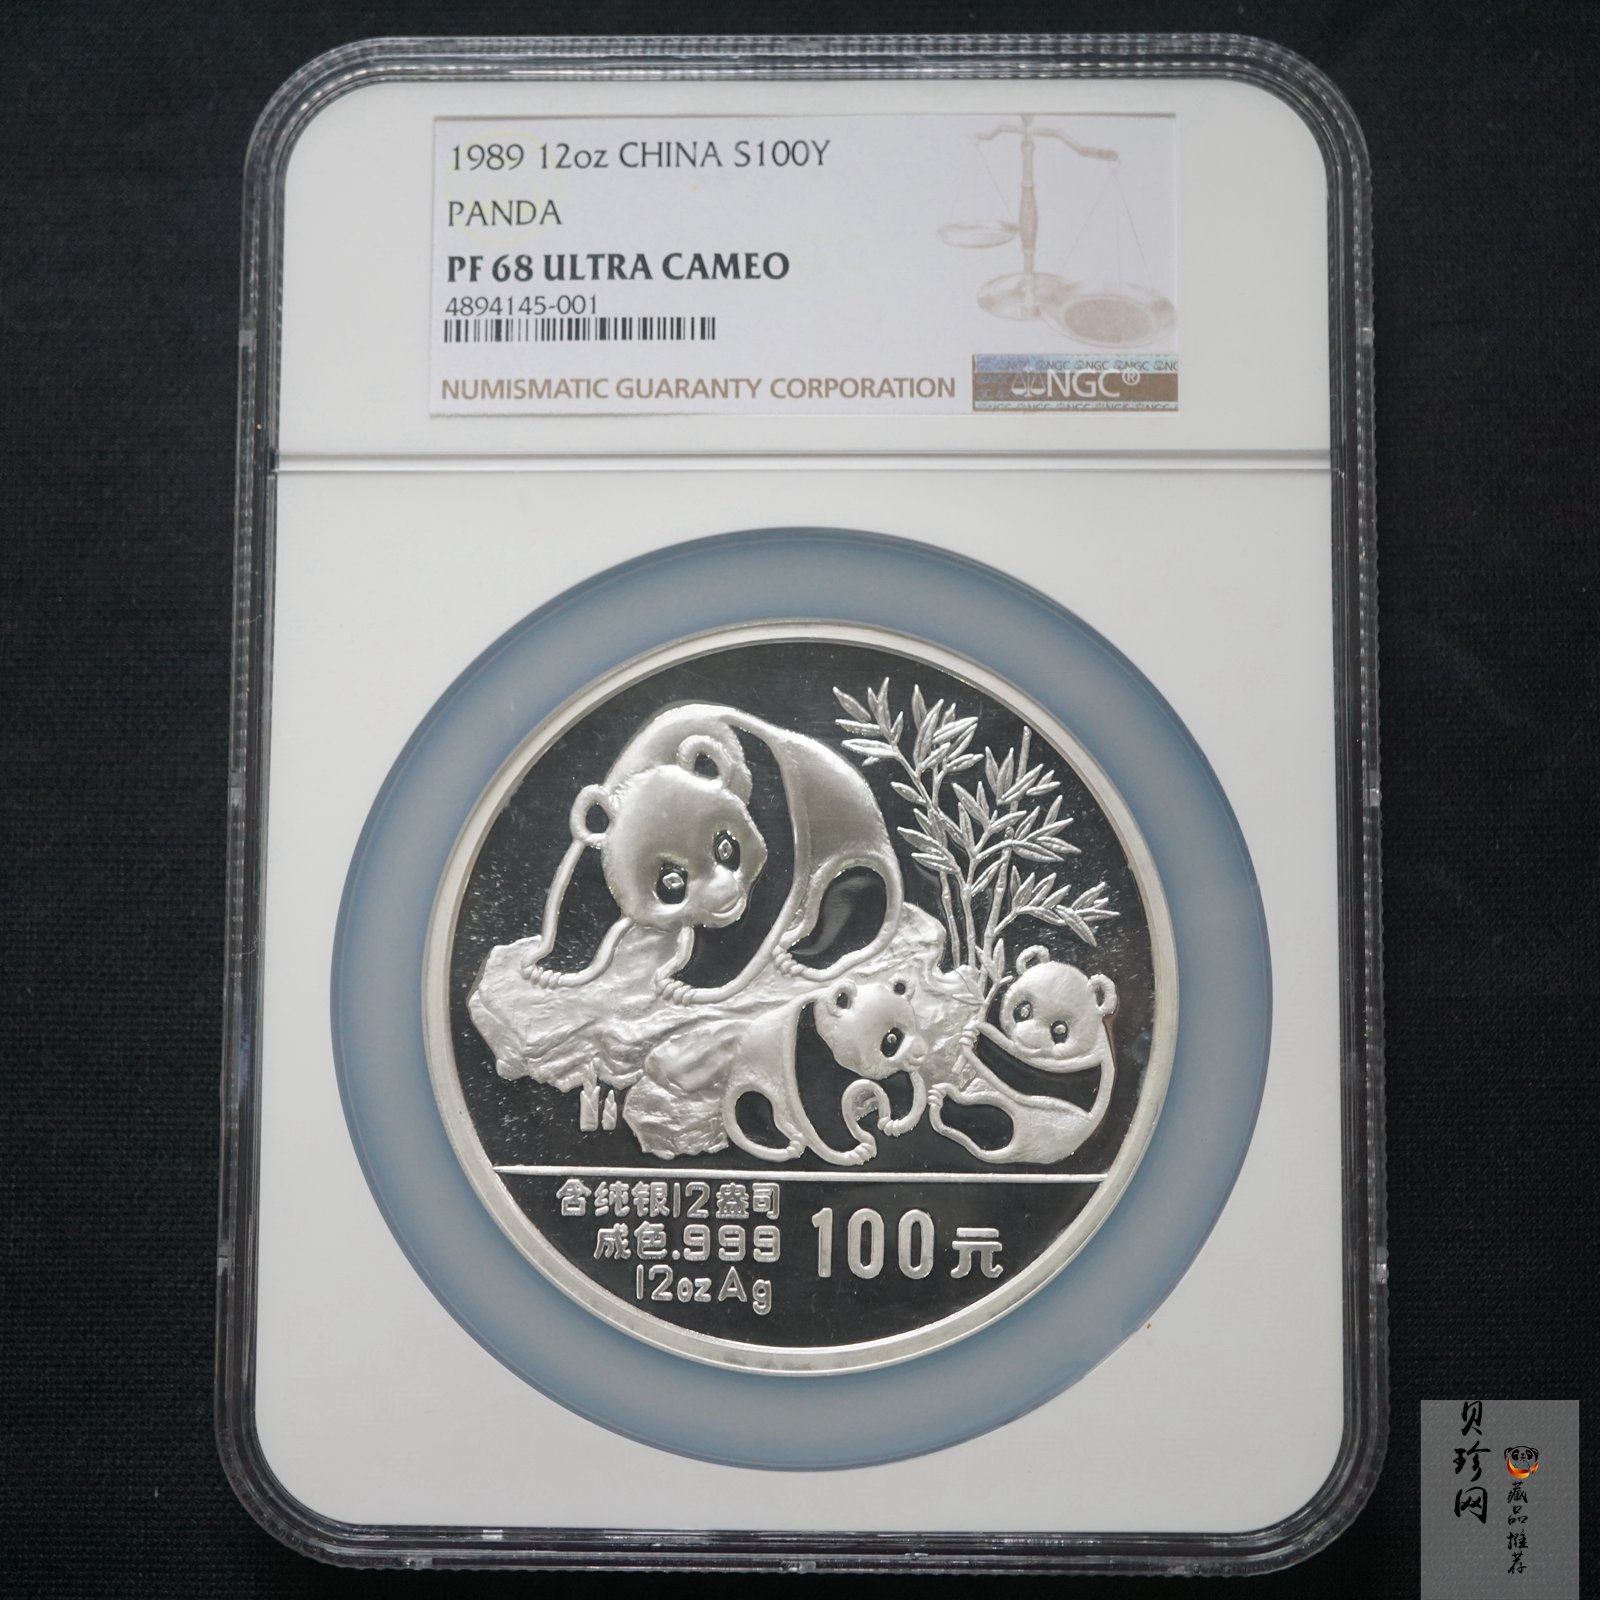 1989 12oz CHINA S100Y
PANDA
PF 68 ULTRA CAMEO
4894145-001
NUMISMATIC GUARANTY CORPORATION
NGC®
含纯银12盎司
成色.999
12oz Ag
100元
贝珍网
藏品推荐